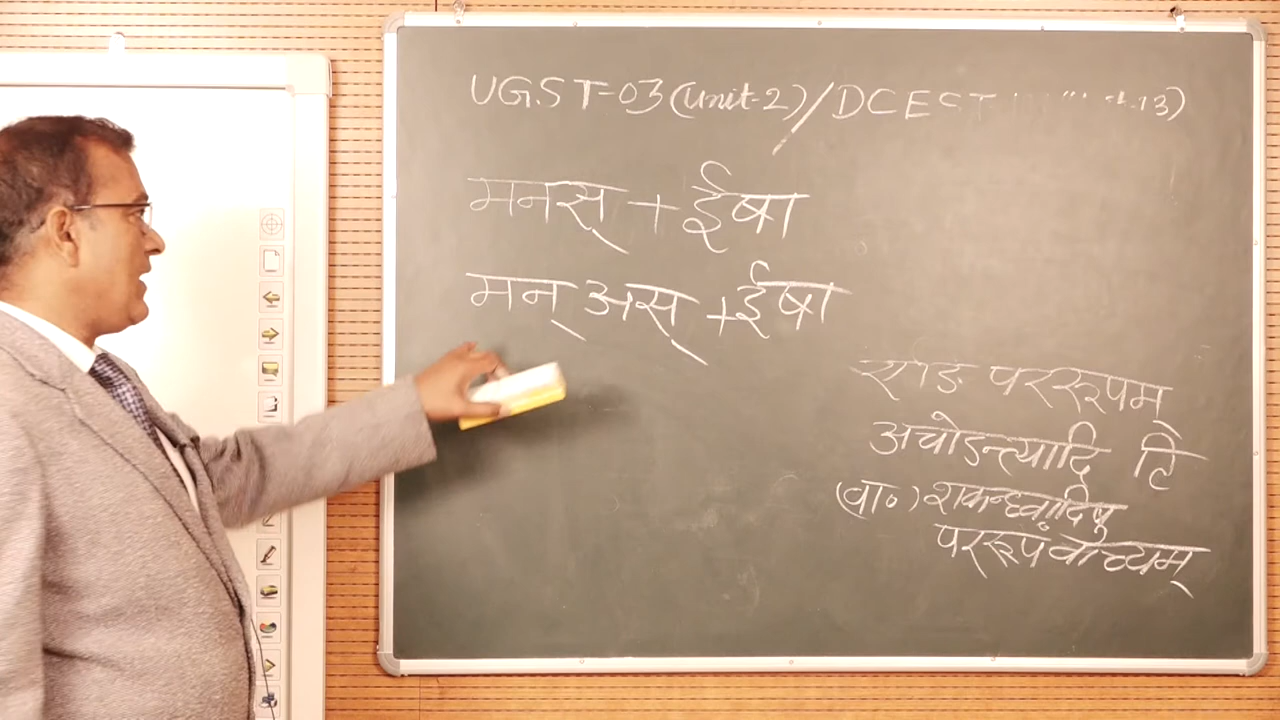 UGST-03 (Unit-2) / DCEST 13)
मनस् + ईषा
मन् अस् + ईषा
एङि पररूपम्
अचोऽन्त्यादि टि
(वा०) शकन्ध्वादिषु
पररूपं वाच्यम्